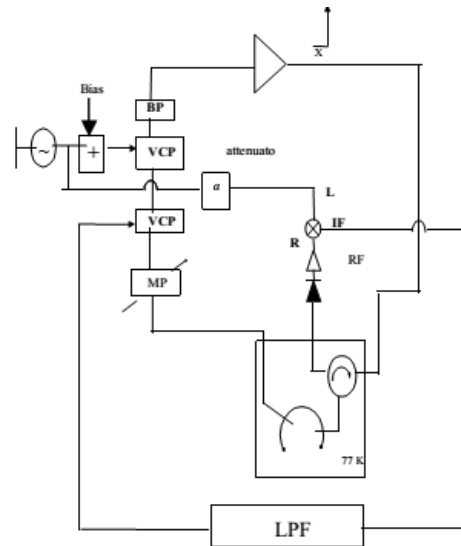 X
Bias
BP
~
+
VCP
attenuato
a
L
VCP
R
IF
RF
MP
77 K
LPF